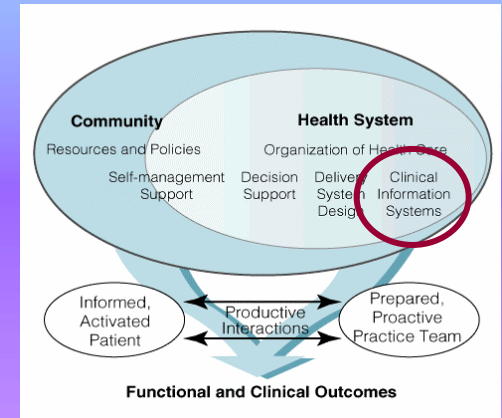 Community
Health System
Resources and Policies
Organization of Health Care
Self-management
Support
Decision
Support
Delivery
System
Design
Clinical
Information
Systems
Informed,
Activated
Patient
Productive
Interactions
Prepared,
Proactive
Practice Team
Functional and Clinical Outcomes